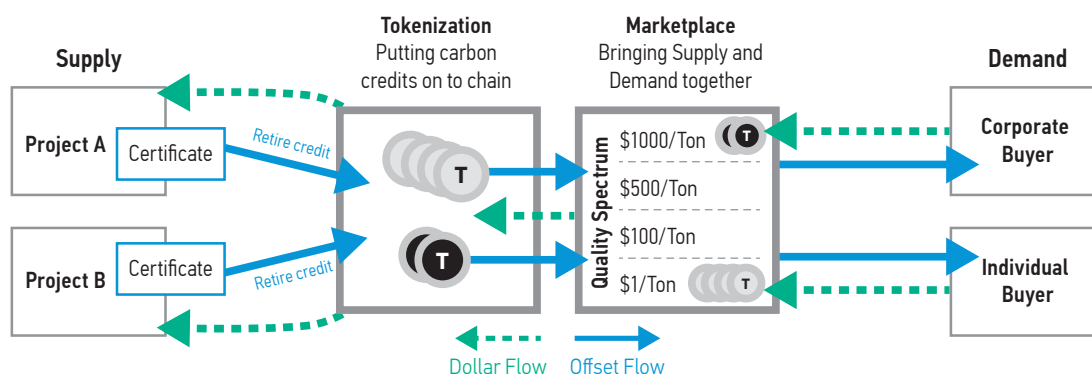 Supply
Project A
Certificate
Project B
Certificate
Retire credit
Retire credit
Tokenization
Putting carbon
credits on to chain
T
T
Marketplace
Bringing Supply and
Demand together
Quality Spectrum
$1000/Ton
T
$500/Ton
$100/Ton
$1/Ton
T
Demand
Corporate
Buyer
Individual
Buyer
Dollar Flow
Offset Flow